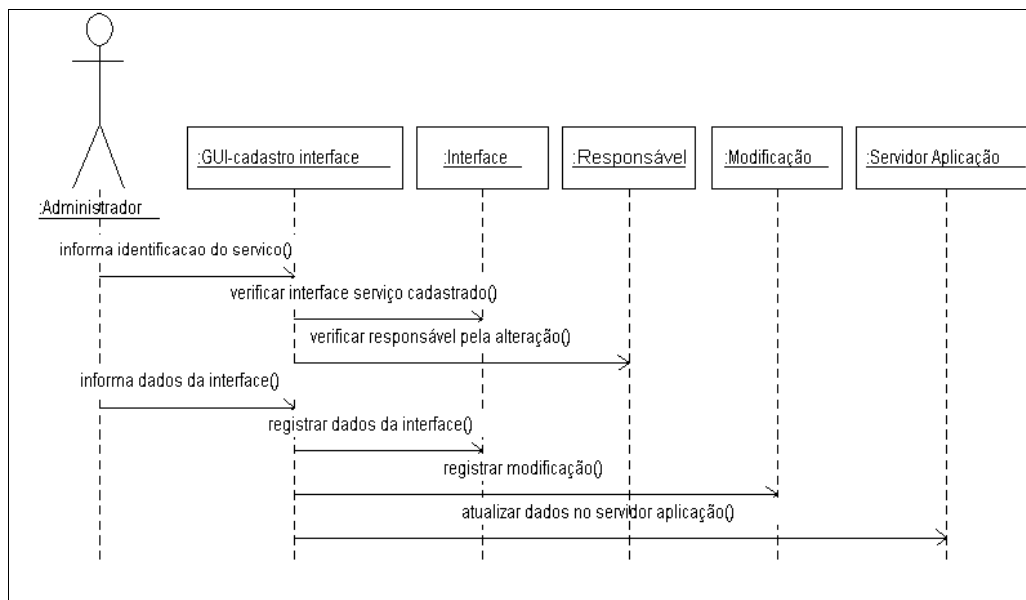 :GUI-cadastro interface
:Interface
:Responsável
:Modificação
:Servidor Aplicação
:Administrador
informa identificacao do servico()
verificar interface serviço cadastrado()
verificar responsável pela alteração()
informa dados da interface()
registrar dados da interface()
registrar modificação()
atualizar dados no servidor aplicação()